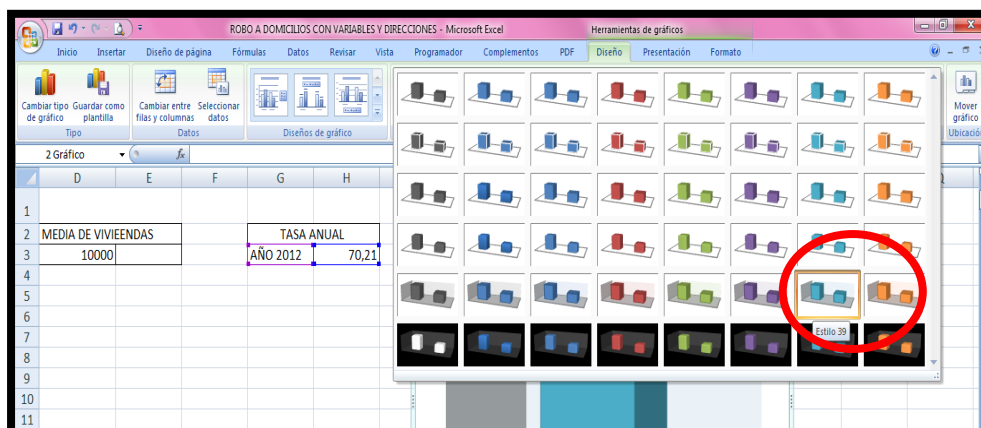 ROBO A DOMICILIOS CON VARIABLES Y DIRECCIONES - Microsoft Excel
Herramientas de gráficos
Inicio Insertar Diseño de página Fórmulas Datos Revisar Vista Programador Complementos PDF Diseño Presentación Formato
Cambiar tipo de gráfico
Guardar como plantilla
Cambiar entre filas y columnas
Seleccionar datos
Mover gráfico
Tipo Datos Diseños de gráfico Ubicación
2 Gráfico fx
D E F G H
1
2 MEDIA DE VIVIEENDAS TASA ANUAL
3 10000 AÑO 2012 70,21
4
5
6
7
8
9
10
11
Estilo 39